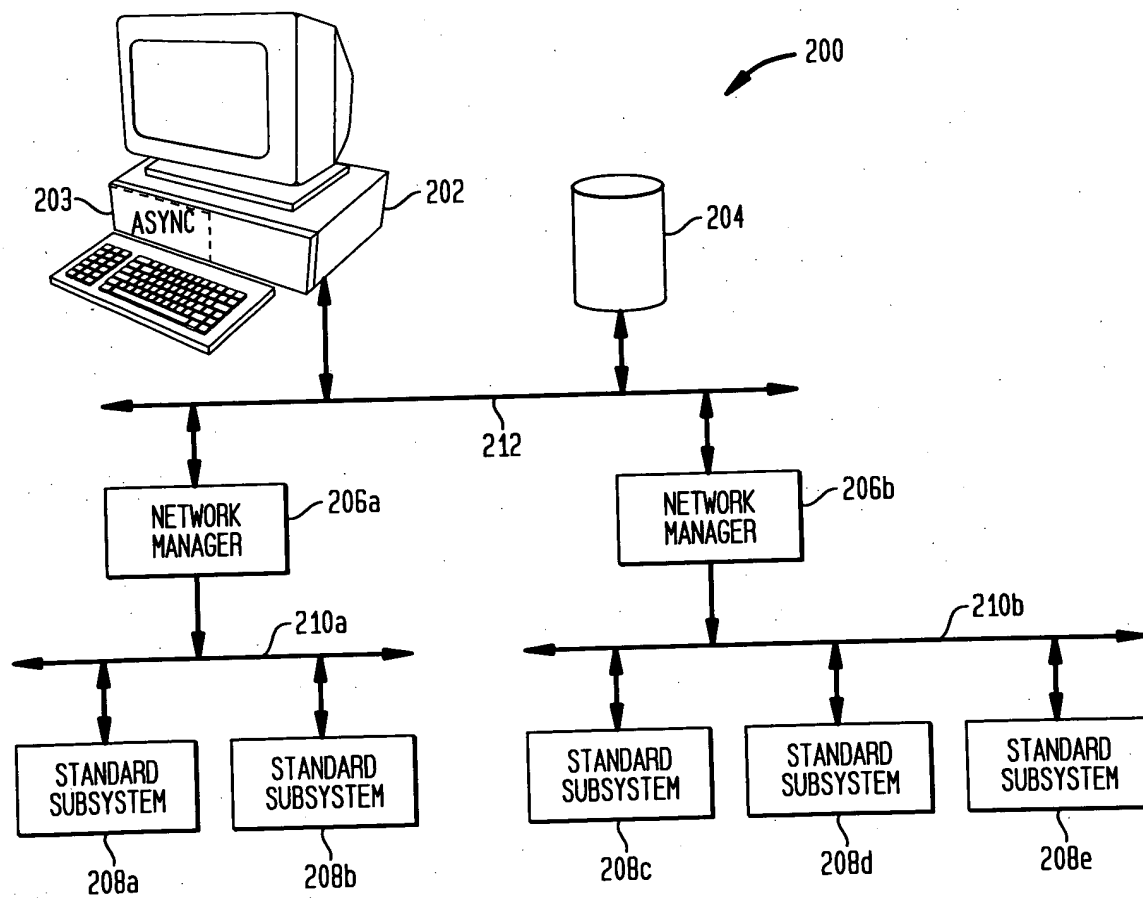 200
203
ASYNC
202
204
212
NETWORK
MANAGER
206a
NETWORK
MANAGER
206b
210a
210b
STANDARD
SUBSYSTEM
208a
STANDARD
SUBSYSTEM
208b
STANDARD
SUBSYSTEM
208c
STANDARD
SUBSYSTEM
208d
STANDARD
SUBSYSTEM
208e